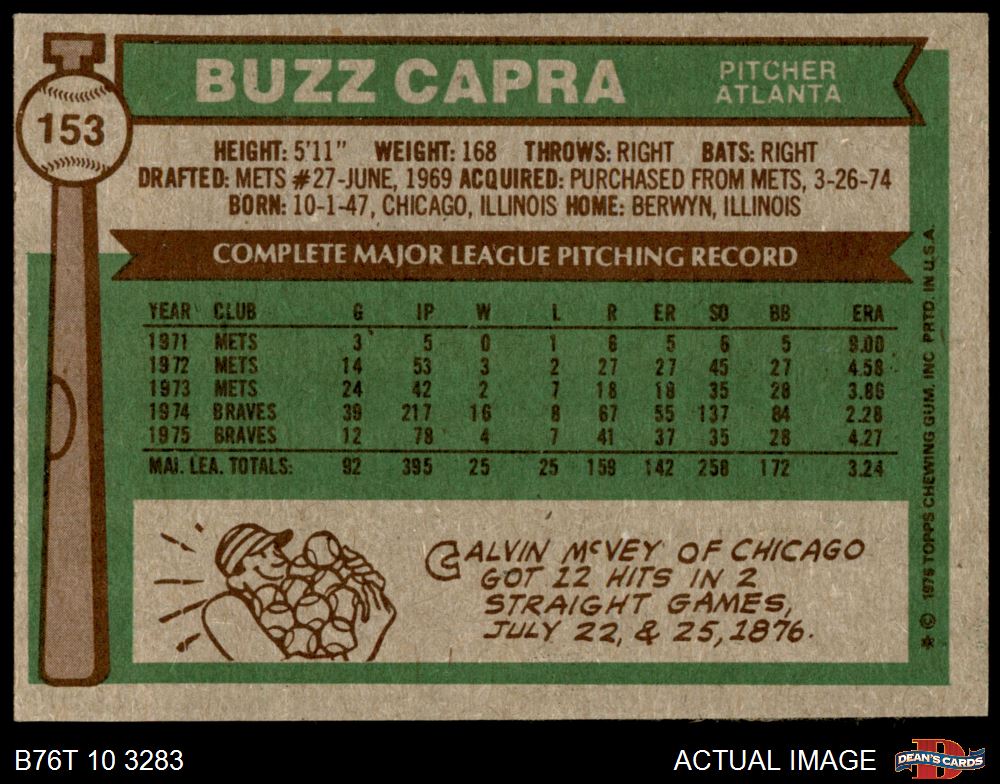 153
BUZZ CAPRA
PITCHER
ATLANTA
HEIGHT: 5'11" WEIGHT: 168 THROWS: RIGHT BATS: RIGHT
DRAFTED: METS #27-JUNE, 1969 ACQUIRED: PURCHASED FROM METS, 3-26-74
BORN: 10-1-47, CHICAGO, ILLINOIS HOME: BERWYN, ILLINOIS
COMPLETE MAJOR LEAGUE PITCHING RECORD
YEAR CLUB G IP W L R ER SO BB ERA
1971 METS 3 5 0 1 6 5 6 5 9.00
1972 METS 14 53 3 2 27 27 45 27 4.58
1973 METS 24 42 2 7 18 18 35 28 3.86
1974 BRAVES 39 217 16 8 67 55 137 84 2.28
1975 BRAVES 12 78 4 7 41 37 35 28 4.27
MAJ. LEA. TOTALS: 92 395 25 25 159 142 258 172 3.24
CALVIN McVEY OF CHICAGO
GOT 12 HITS IN 2
STRAIGHT GAMES,
JULY 22, & 25, 1876.
* © 1976 TOPPS CHEWING GUM, INC PRTD. IN U.S.A.
B76T 10 3283
ACTUAL IMAGE
D
DEAN'S CARDS